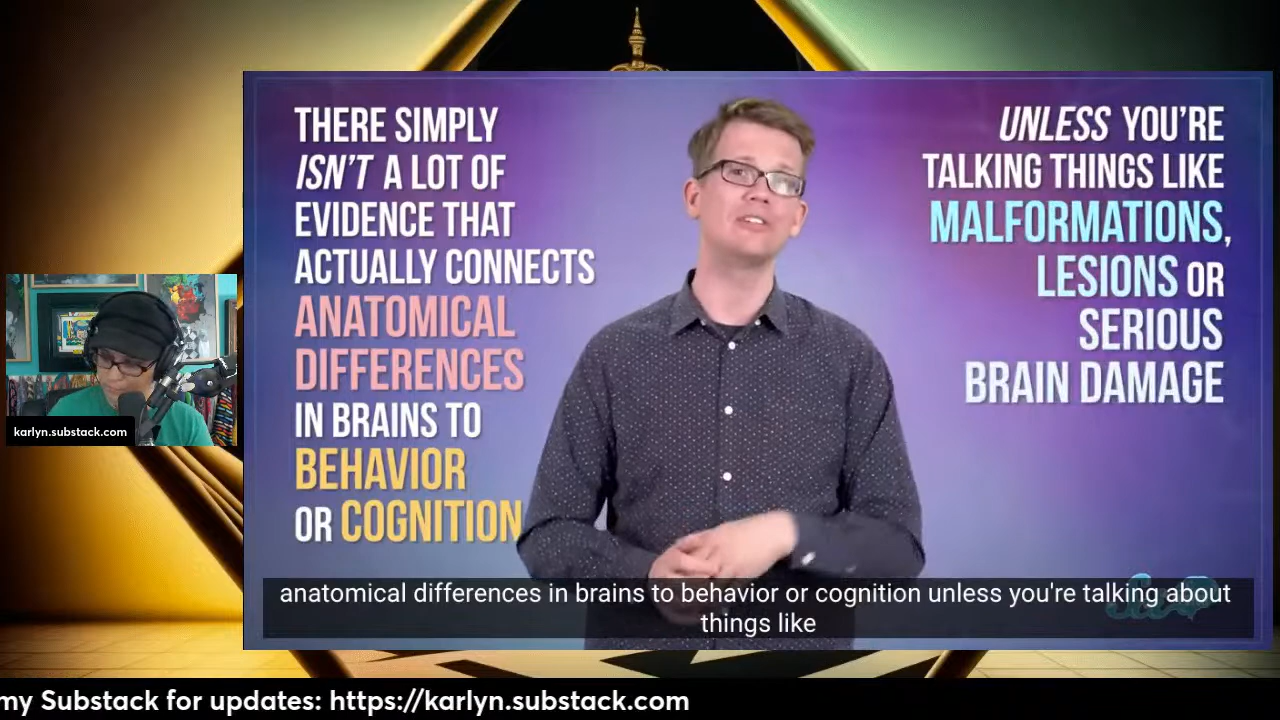 THERE SIMPLY
ISN'T A LOT OF
EVIDENCE THAT
ACTUALLY CONNECTS
ANATOMICAL
DIFFERENCES
IN BRAINS TO
BEHAVIOR
OR COGNITION
UNLESS YOU'RE
TALKING THINGS LIKE
MALFORMATIONS,
LESIONS OR
SERIOUS
BRAIN DAMAGE
karlyn.substack.com
anatomical differences in brains to behavior or cognition unless you're talking about
things like
my Substack for updates: https://karlyn.substack.com